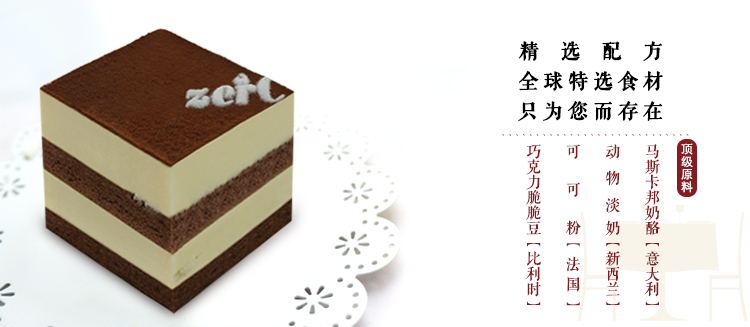 zero
精选配方
全球特选食材
只为您而存在
顶级原料
马斯卡邦奶酪【意大利】
动物淡奶【新西兰】
可可粉【法国】
巧克力脆脆豆【比利时】